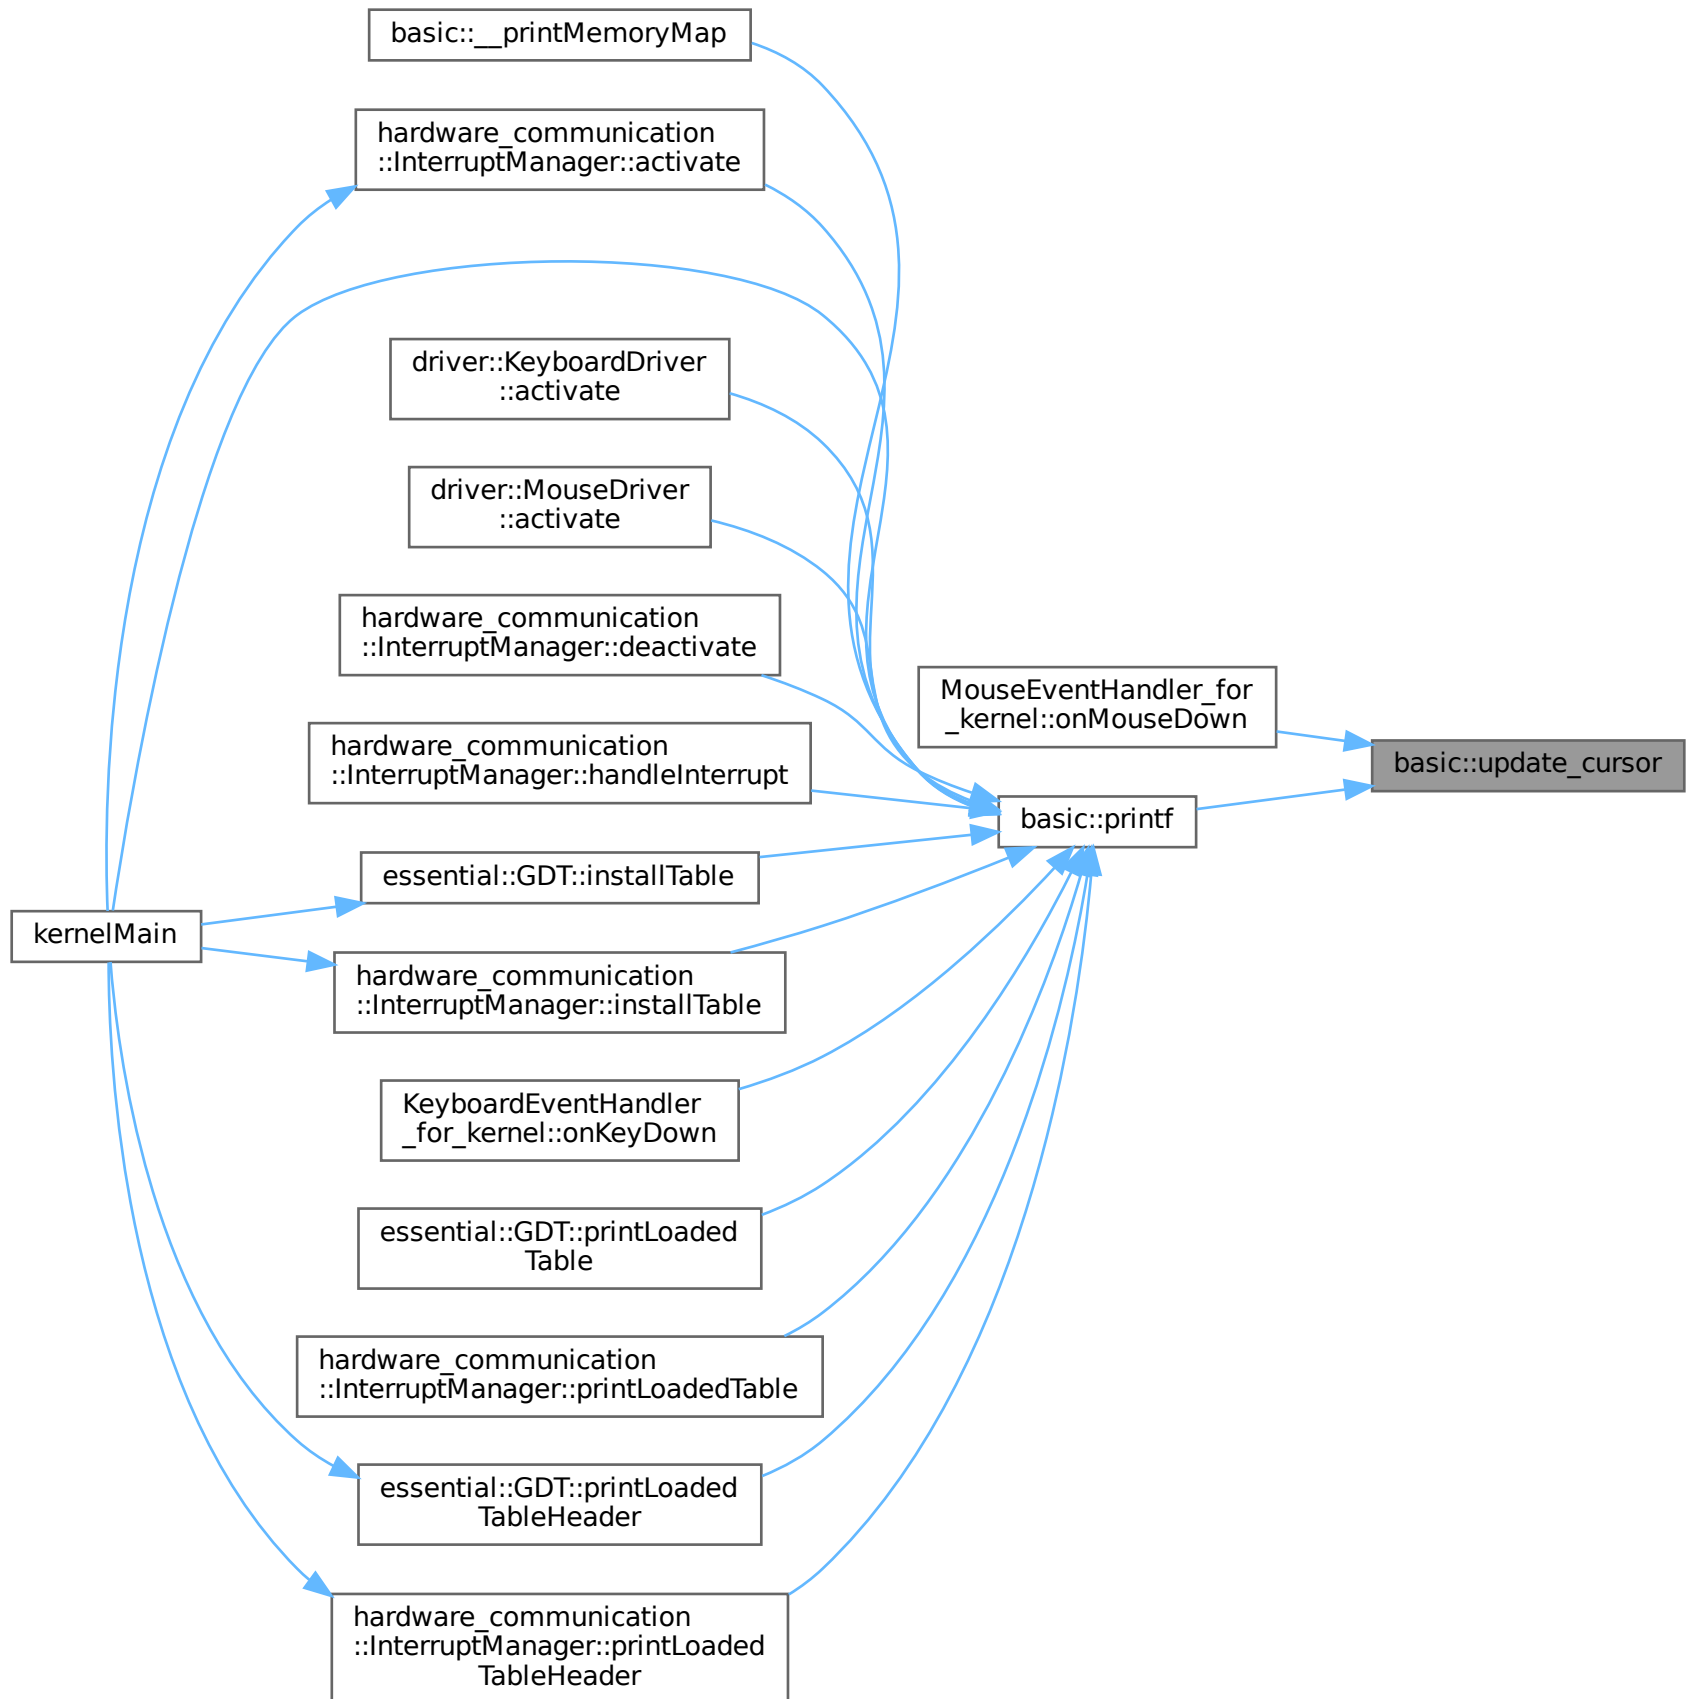 basic::__printMemoryMap
hardware_communication
::InterruptManager::activate
driver::KeyboardDriver
::activate
driver::MouseDriver
::activate
hardware_communication
::InterruptManager::deactivate
MouseEventHandler_for
_kernel::onMouseDown
hardware_communication
::InterruptManager::handleInterrupt
basic::update_cursor
basic::printf
essential::GDT::installTable
kernelMain
hardware_communication
::InterruptManager::installTable
KeyboardEventHandler
_for_kernel::onKeyDown
essential::GDT::printLoaded
Table
hardware_communication
::InterruptManager::printLoadedTable
essential::GDT::printLoaded
TableHeader
hardware_communication
::InterruptManager::printLoaded
TableHeader